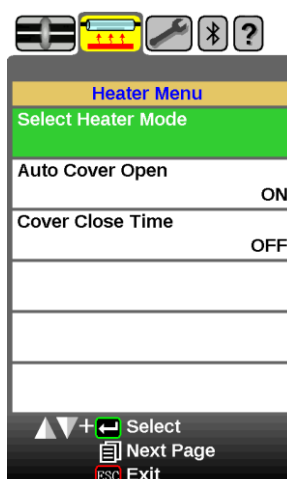 ?
Heater Menu
Select Heater Mode
Auto Cover Open
ON
Cover Close Time
OFF
+ Select
Next Page
ESC Exit